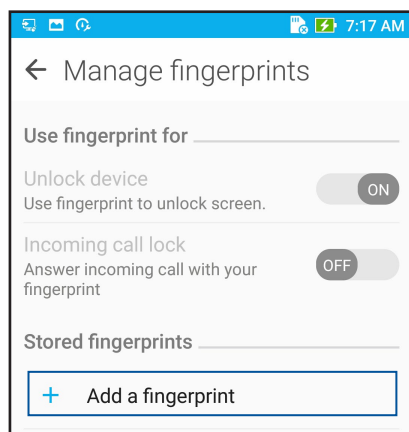 7:17 AM
Manage fingerprints
Use fingerprint for
Unlock device
ON
Use fingerprint to unlock screen.
Incoming call lock
Answer incoming call with your
OFF
fingerprint
Stored fingerprints
+ Add a fingerprint